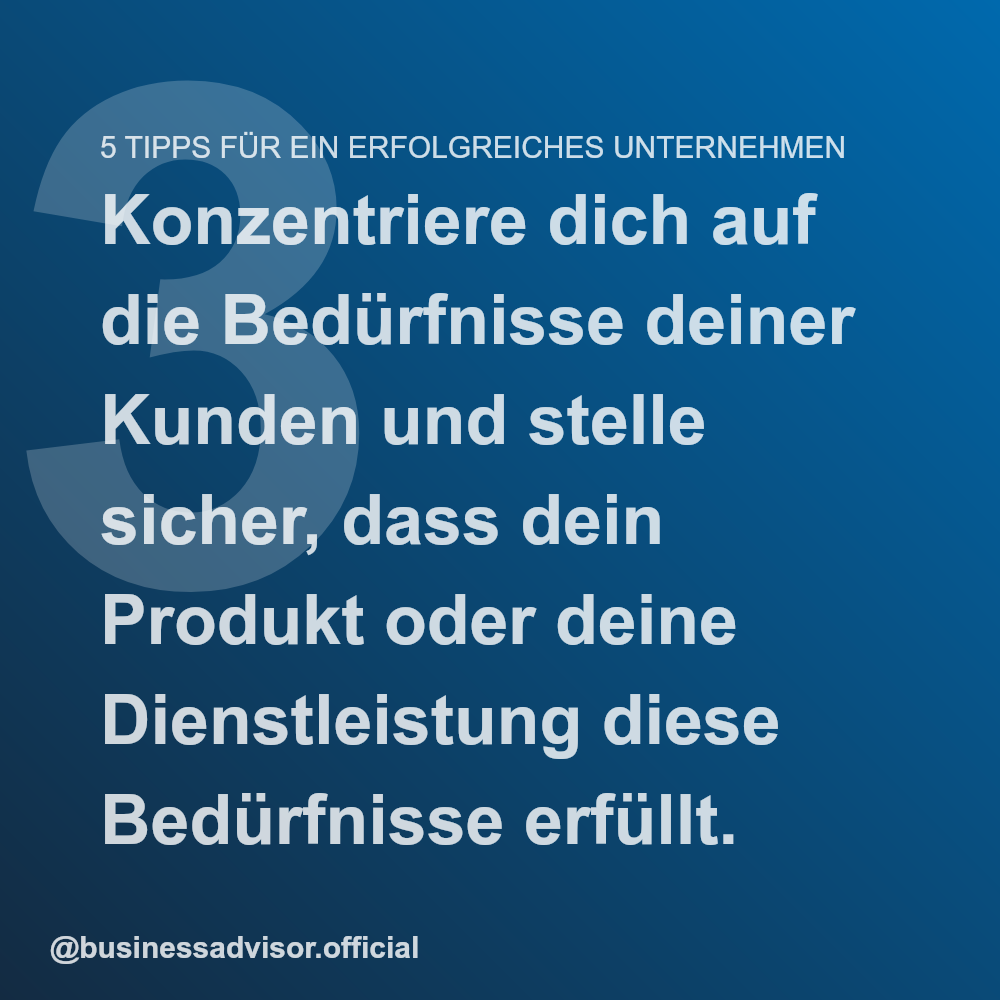 3
5 TIPPS FÜR EIN ERFOLGREICHES UNTERNEHMEN
Konzentriere dich auf
die Bedürfnisse deiner
Kunden und stelle
sicher, dass dein
Produkt oder deine
Dienstleistung diese
Bedürfnisse erfüllt.
@businessadvisor.official